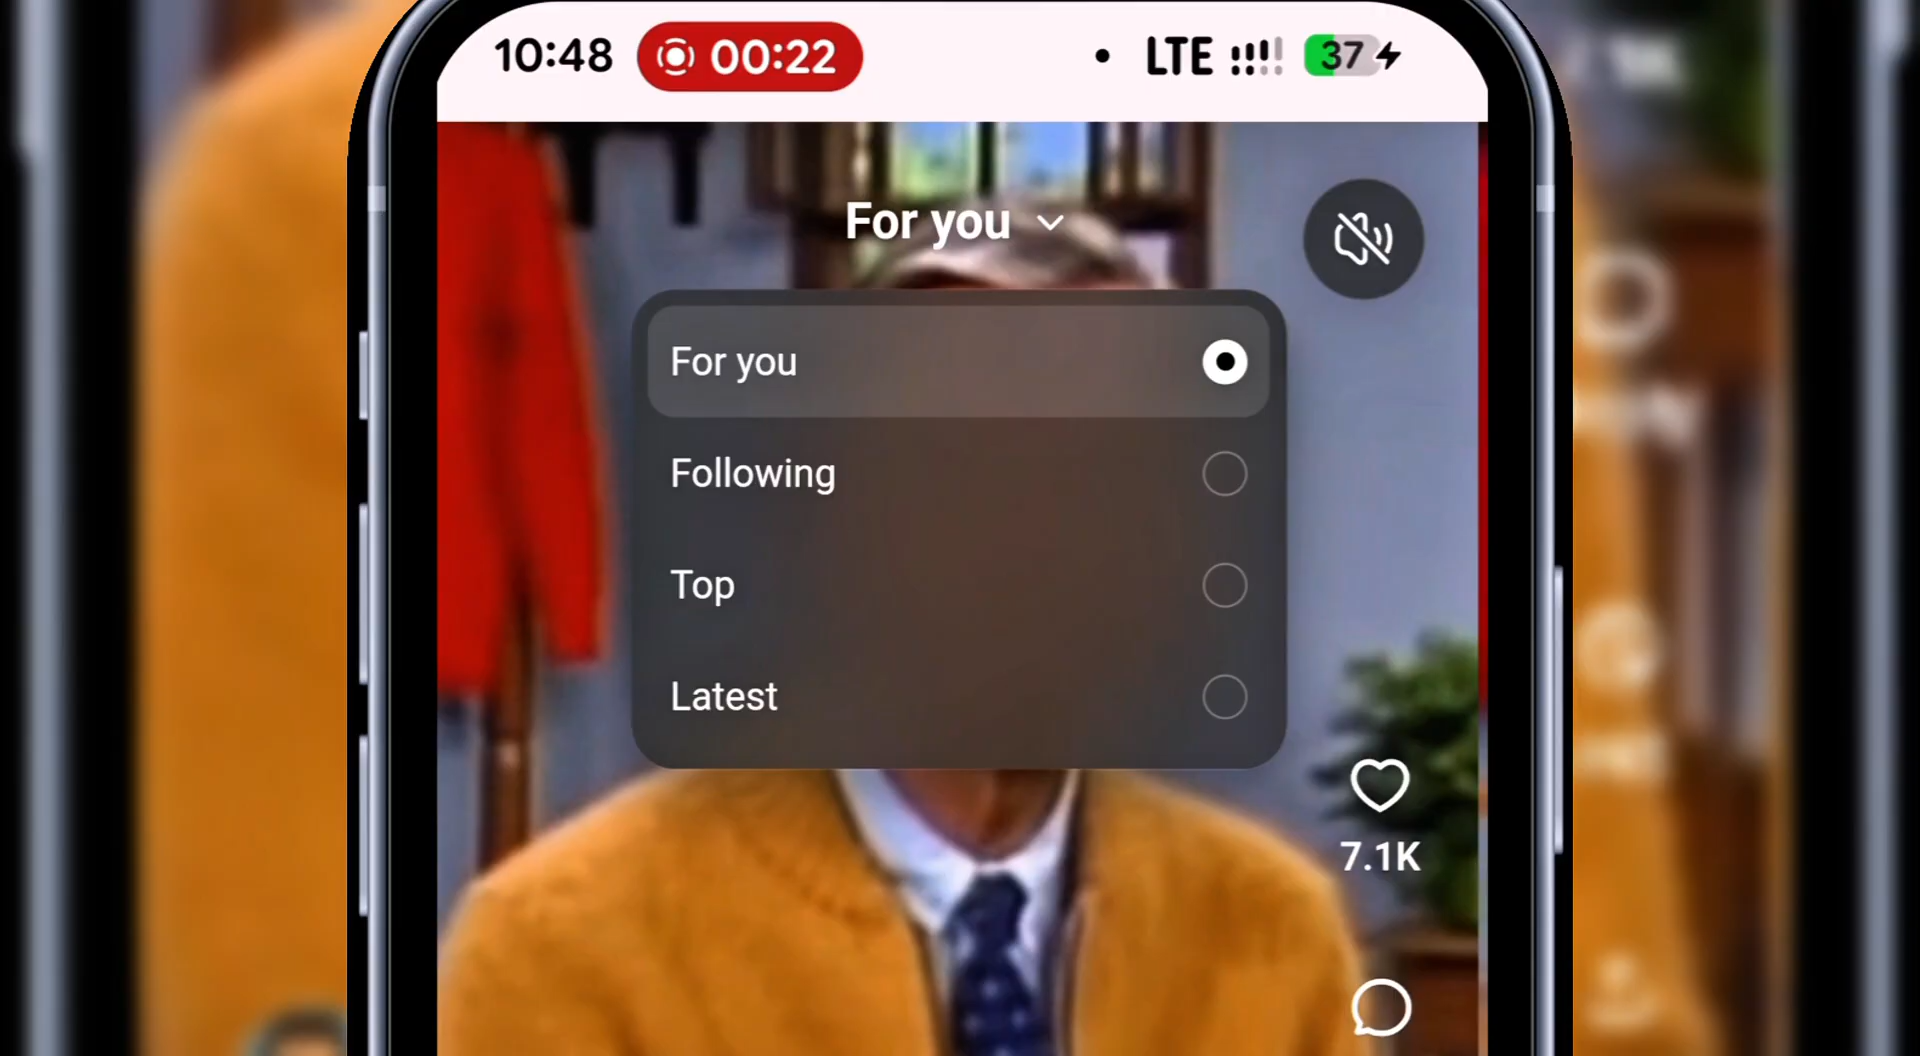 10:48 00:22 LTE 37
For you
For you
Following
Top
Latest
7.1K